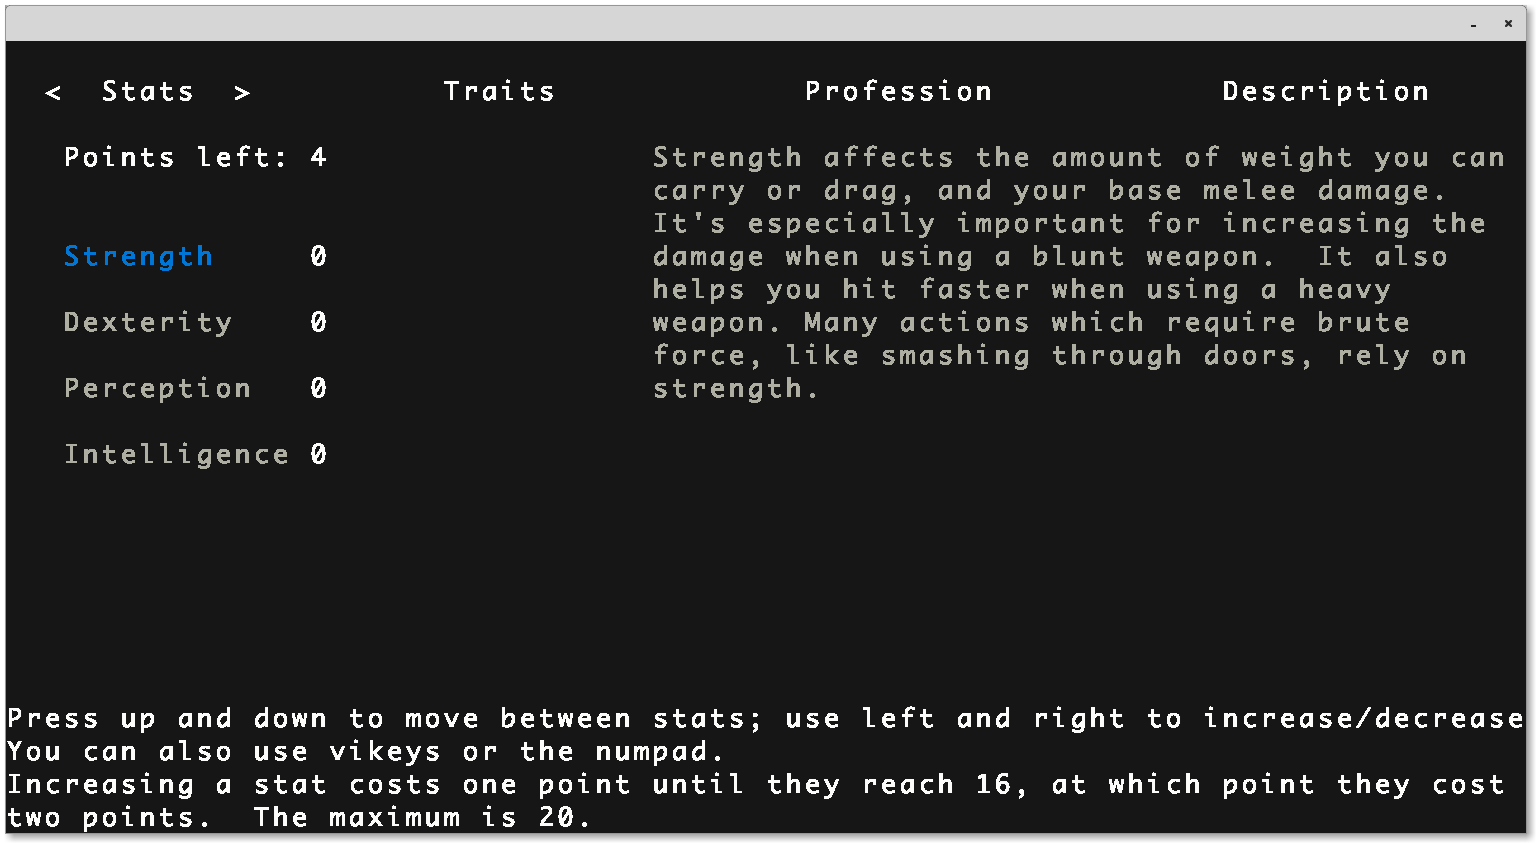 < Stats > Traits Profession Description
Points left: 4
Strength 0
Dexterity 0
Perception 0
Intelligence 0
Strength affects the amount of weight you can
carry or drag, and your base melee damage.
It's especially important for increasing the
damage when using a blunt weapon.  It also
helps you hit faster when using a heavy
weapon. Many actions which require brute
force, like smashing through doors, rely on
strength.
Press up and down to move between stats; use left and right to increase/decrease
You can also use vikeys or the numpad.
Increasing a stat costs one point until they reach 16, at which point they cost
two points.  The maximum is 20.